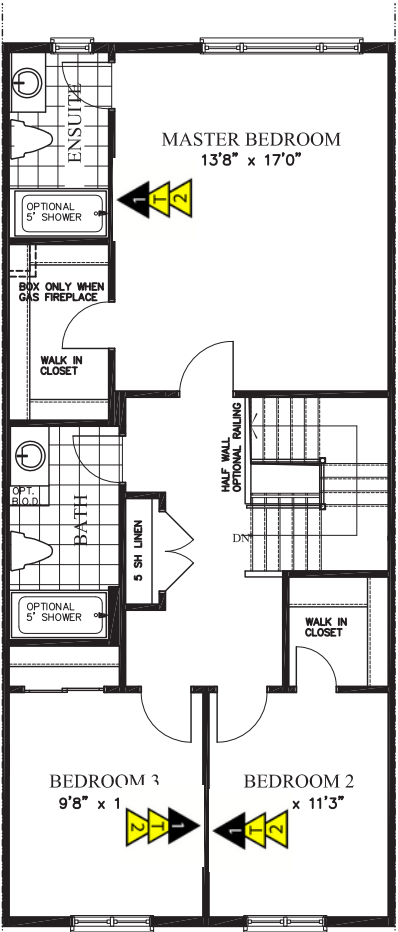 ENSUITE
MASTER BEDROOM
13'8" x 17'0"
1 T 2
OPTIONAL
5' SHOWER
BOX ONLY WHEN
GAS FIREPLACE
WALK IN
CLOSET
HALF WALL
OPTIONAL RAILING
OPT.
B.O.D.
BATH
5 SH LINEN
DN
OPTIONAL
5' SHOWER
WALK IN
CLOSET
BEDROOM 3
9'8" x 1
2 T 1
BEDROOM 2
x 11'3"
1 T 2